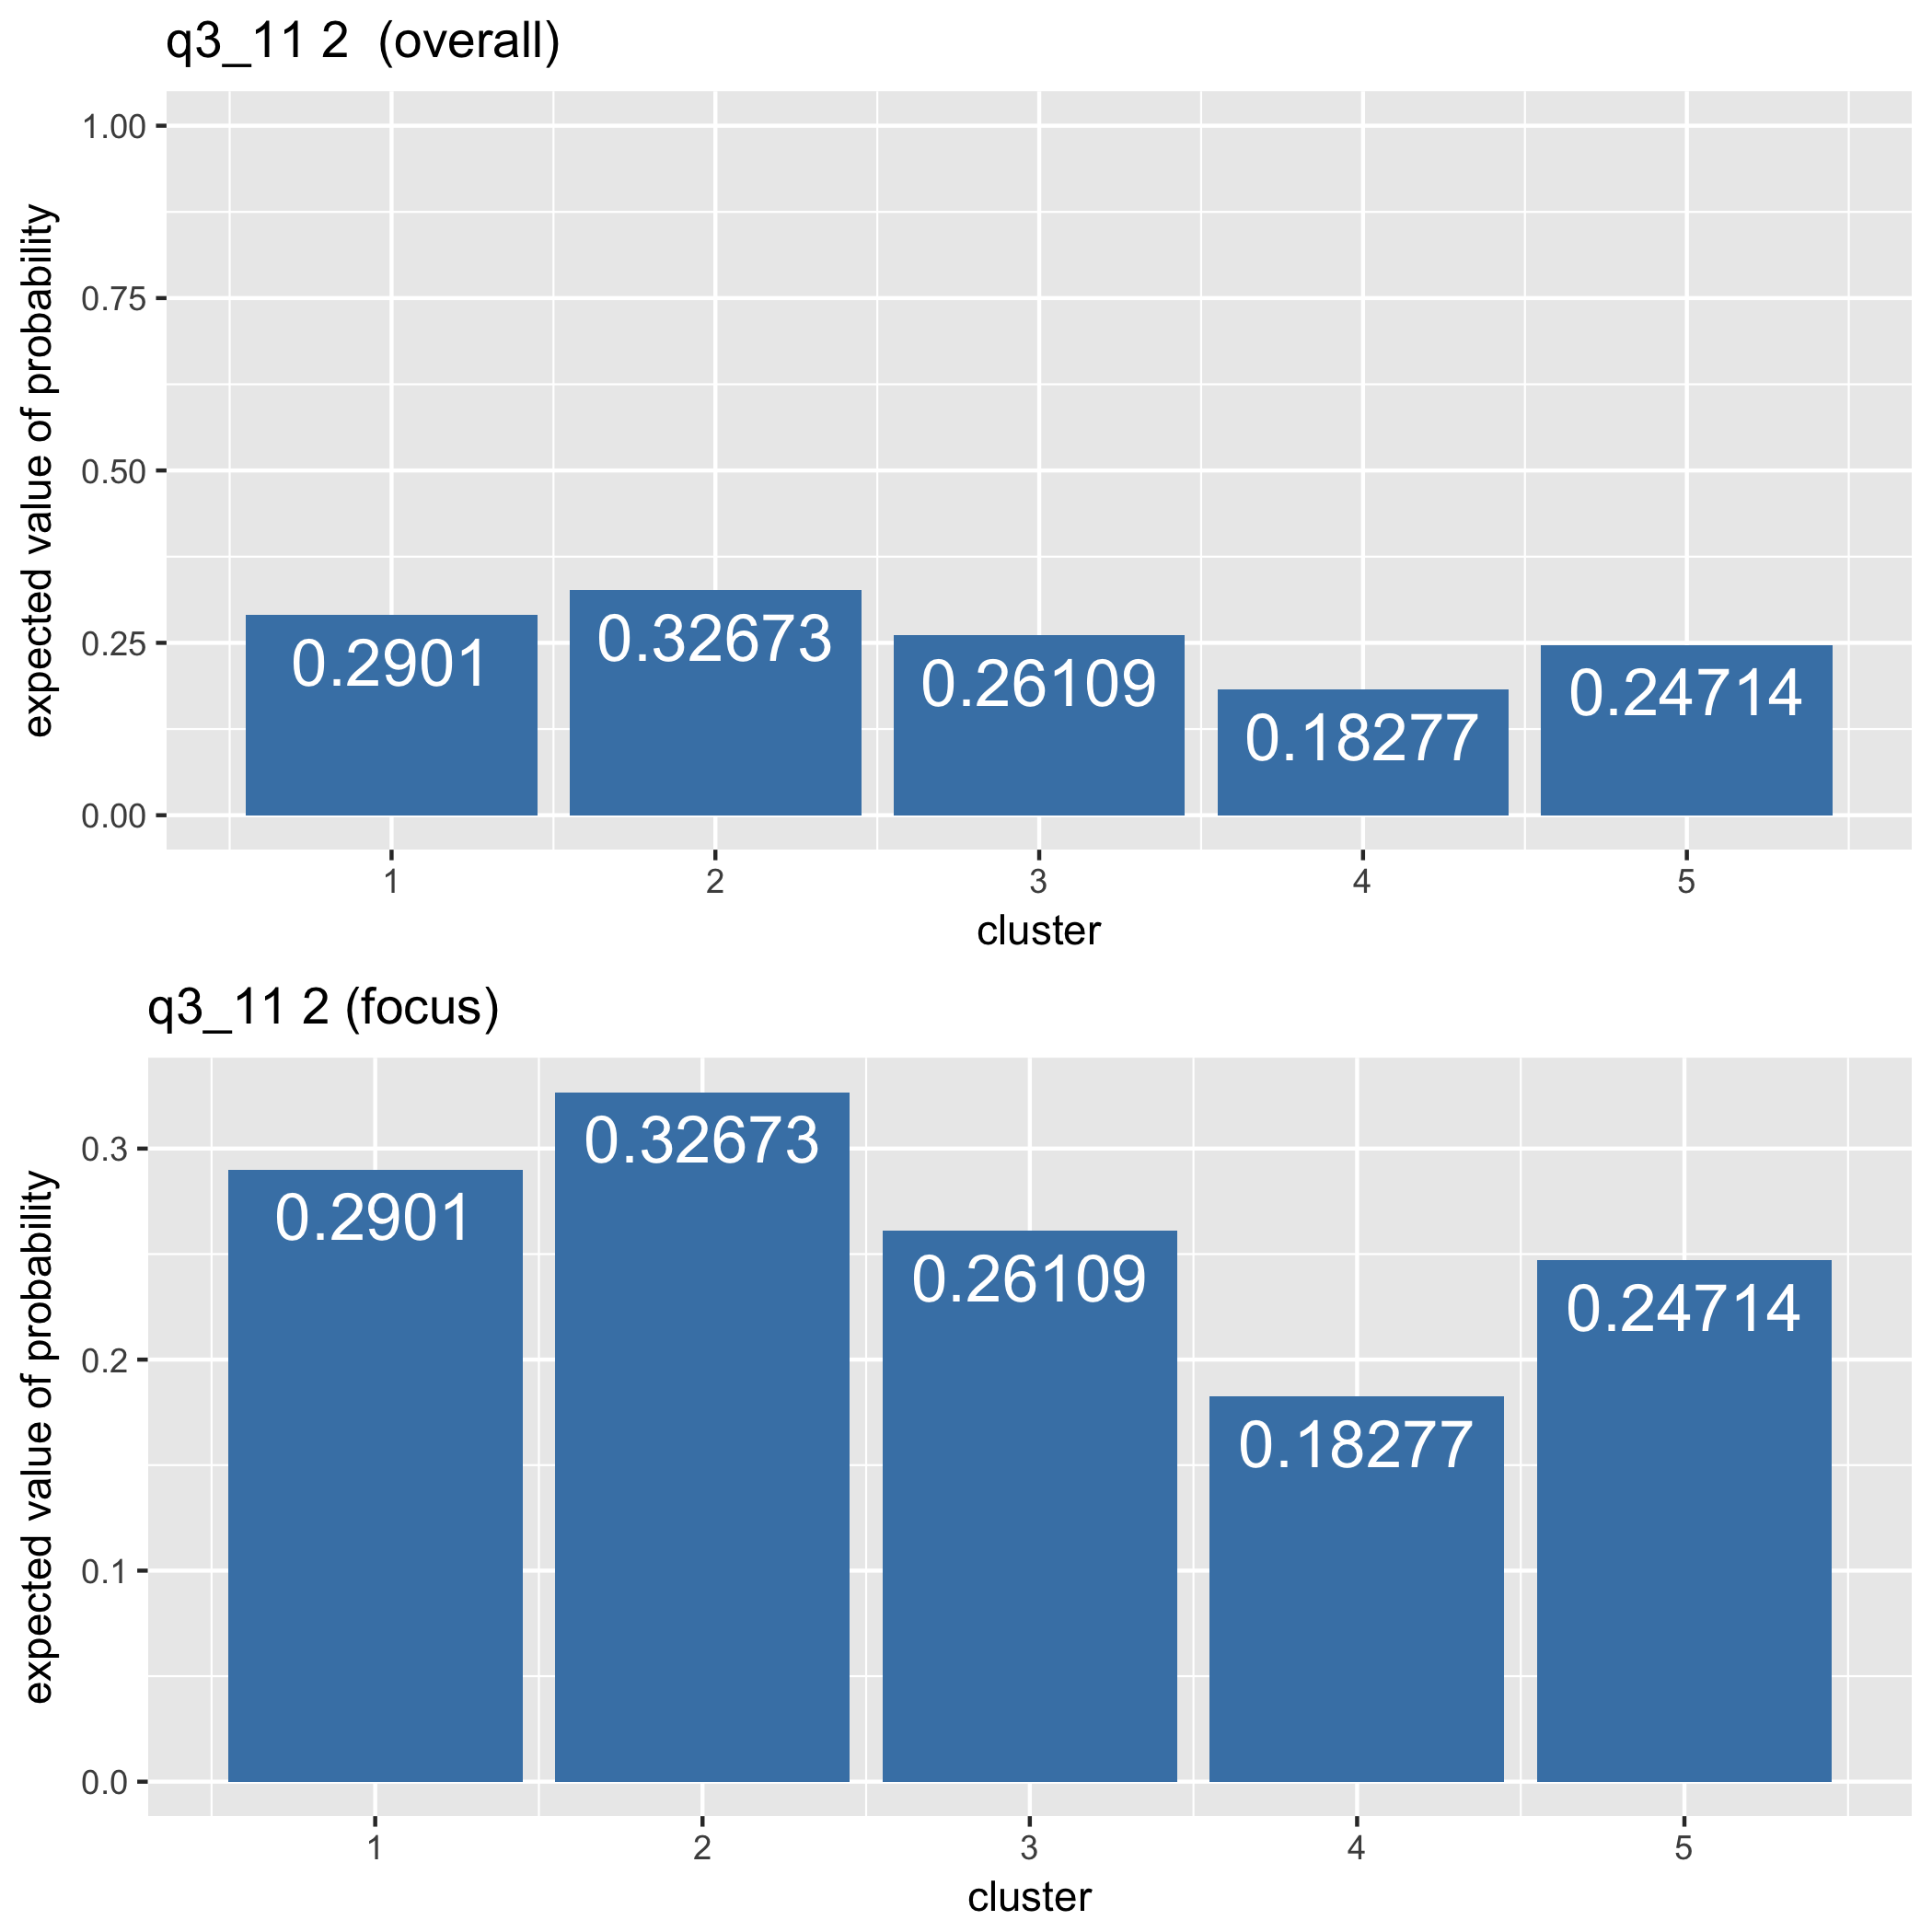 q3_11 2  (overall)
expected value of probability
1.00
0.75
0.50
0.25
0.00
0.2901
0.32673
0.26109
0.18277
0.24714
1 2 3 4 5
cluster
q3_11 2 (focus)
expected value of probability
0.3
0.2
0.1
0.0
0.2901
0.32673
0.26109
0.18277
0.24714
1 2 3 4 5
cluster